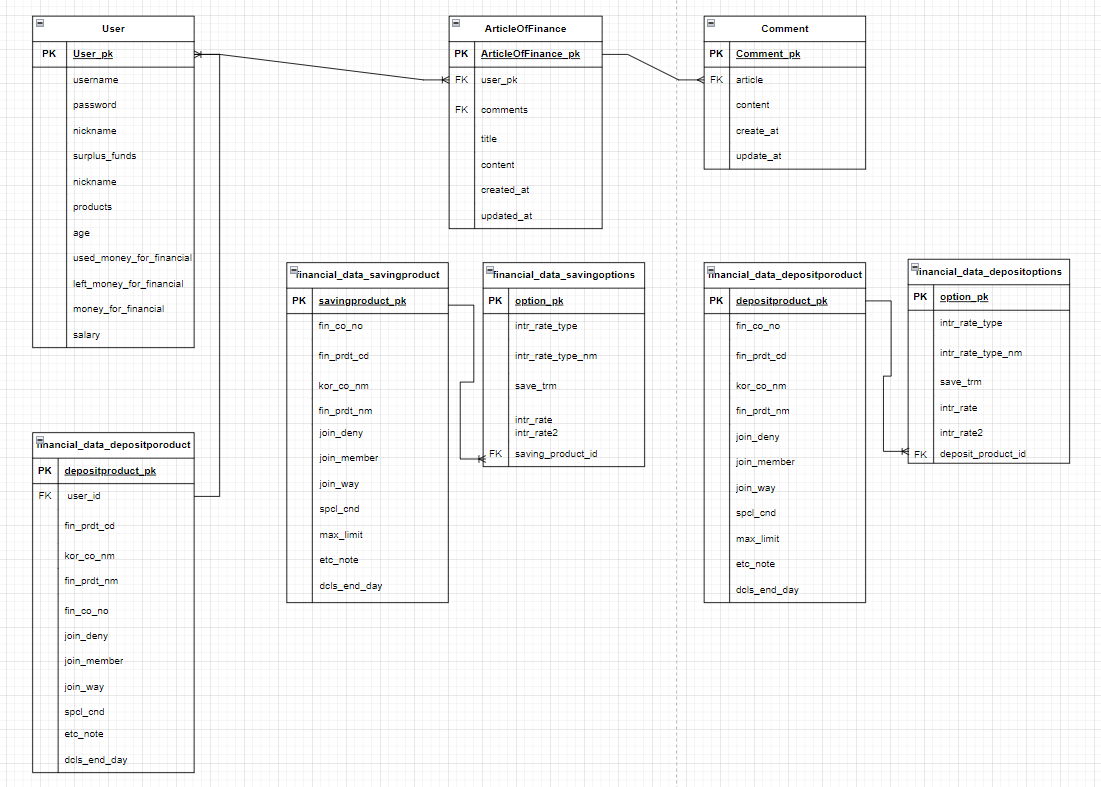 User
PK User_pk
username
password
nickname
surplus_funds
nickname
products
age
used_money_for_financial
left_money_for_financial
money_for_financial
salary
ArticleOfFinance
PK ArticleOfFinance_pk
FK user_pk
FK comments
title
content
created_at
updated_at
Comment
PK Comment_pk
FK article
content
create_at
update_at
financial_data_savingproduct
PK savingproduct_pk
fin_co_no
fin_prdt_cd
kor_co_nm
fin_prdt_nm
join_deny
join_member
join_way
spcl_cnd
max_limit
etc_note
dcls_end_day
financial_data_savingoptions
PK option_pk
intr_rate_type
intr_rate_type_nm
save_trm
intr_rate
intr_rate2
FK saving_product_id
financial_data_depositporoduct
PK depositproduct_pk
fin_co_no
fin_prdt_cd
kor_co_nm
fin_prdt_nm
join_deny
join_member
join_way
spcl_cnd
max_limit
etc_note
dcls_end_day
financial_data_depositoptions
PK option_pk
intr_rate_type
intr_rate_type_nm
save_trm
intr_rate
intr_rate2
FK deposit_product_id
financial_data_depositporoduct
PK depositproduct_pk
FK user_id
fin_prdt_cd
kor_co_nm
fin_prdt_nm
fin_co_no
join_deny
join_member
join_way
spcl_cnd
etc_note
dcls_end_day